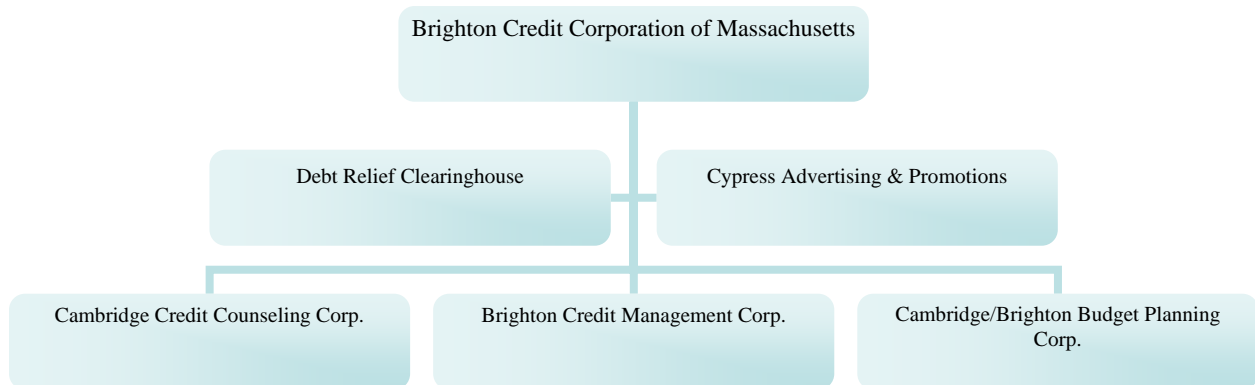 Brighton Credit Corporation of Massachusetts
Debt Relief Clearinghouse
Cypress Advertising & Promotions
Cambridge Credit Counseling Corp.
Brighton Credit Management Corp.
Cambridge/Brighton Budget Planning
Corp.